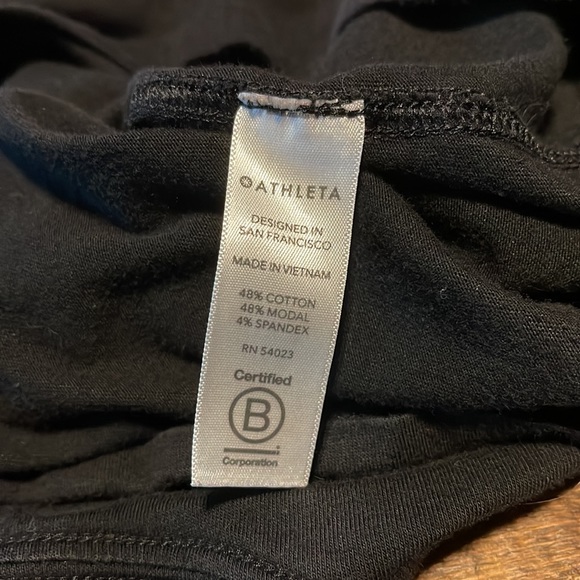 ATHLETA
DESIGNED IN
SAN FRANCISCO
MADE IN VIETNAM
48% COTTON
48% MODAL
4% SPANDEX
RN 54023
Certified
B
Corporation